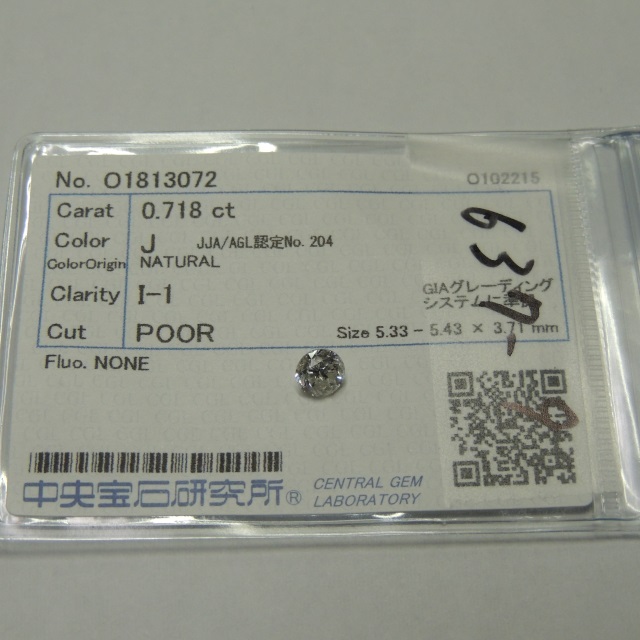 No. O1813072 O102215
Carat 0.718 ct
Color J JJA/AGL認定No. 204
ColorOrigin NATURAL
Clarity I-1
GIAグレーディング
システムに
Cut POOR Size 5.33 - 5.43 × 3.71 mm
Fluo. NONE
中央宝石研究所® CENTRAL GEM
LABORATORY